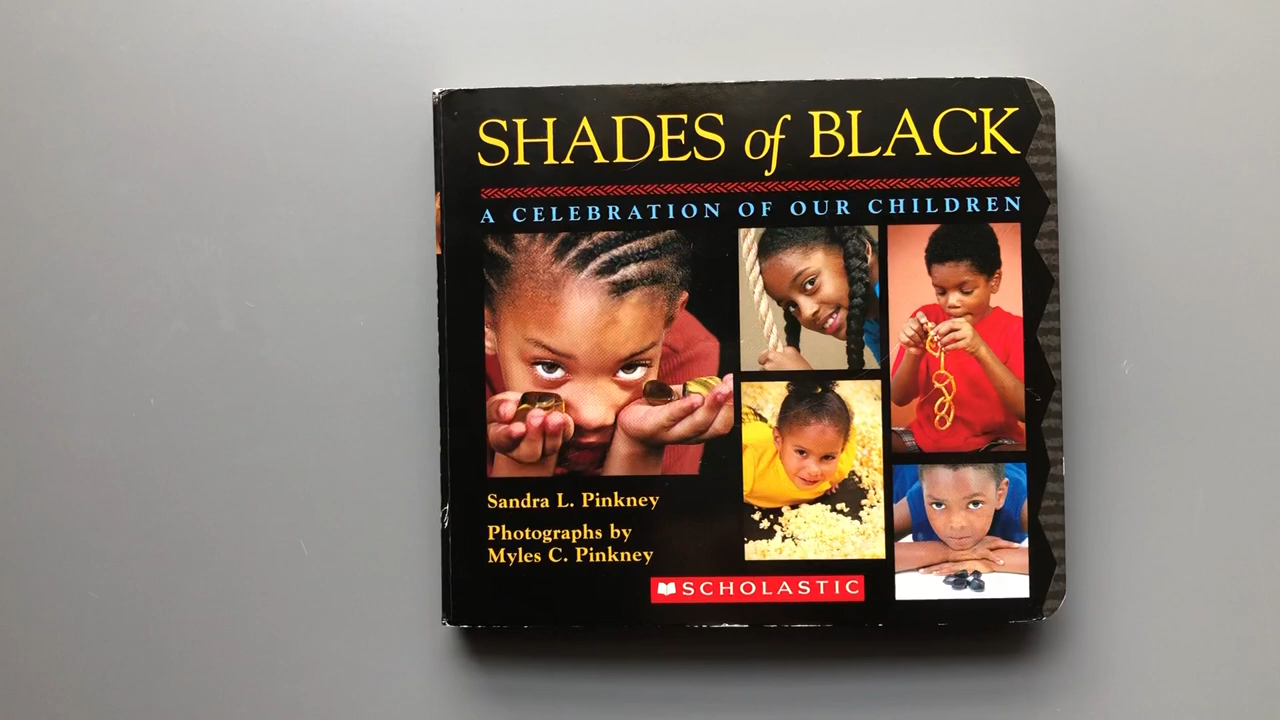 SHADES of BLACK
A CELEBRATION OF OUR CHILDREN
Sandra L. Pinkney
Photographs by
Myles C. Pinkney
SCHOLASTIC